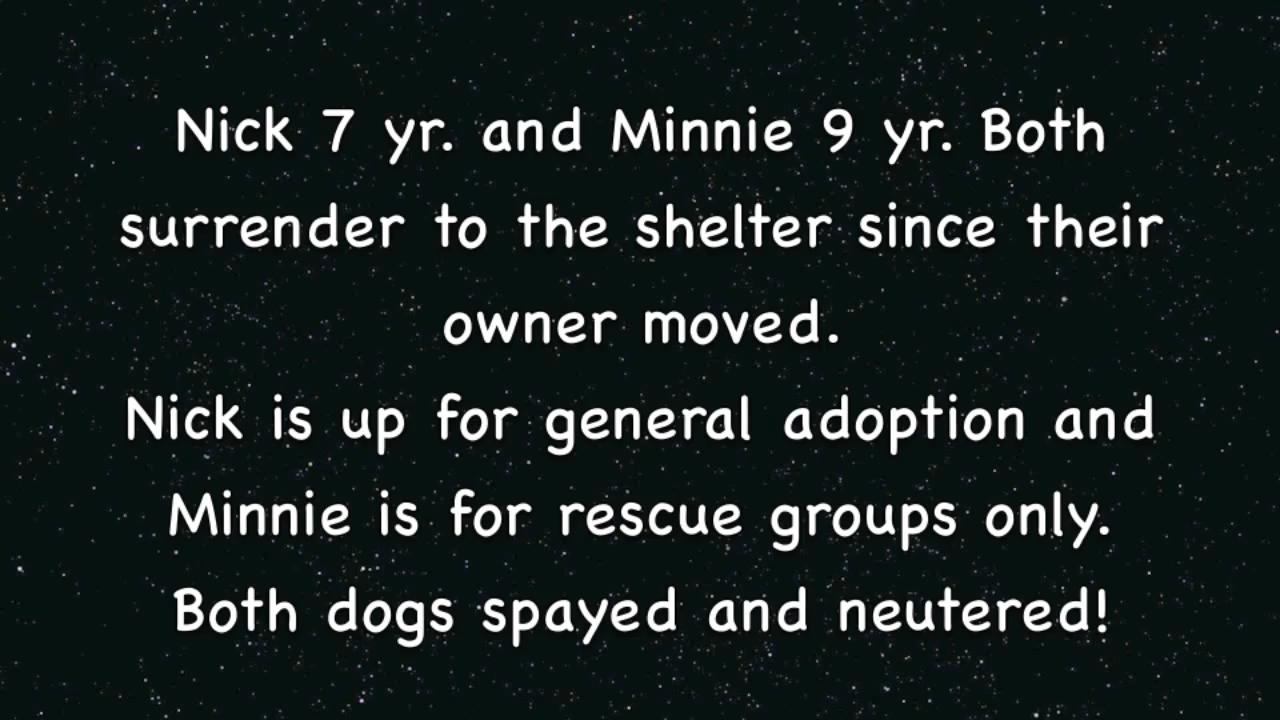 Nick 7 yr. and Minnie 9 yr. Both
surrender to the shelter since their
owner moved.
Nick is up for general adoption and
Minnie is for rescue groups only.
Both dogs spayed and neutered!